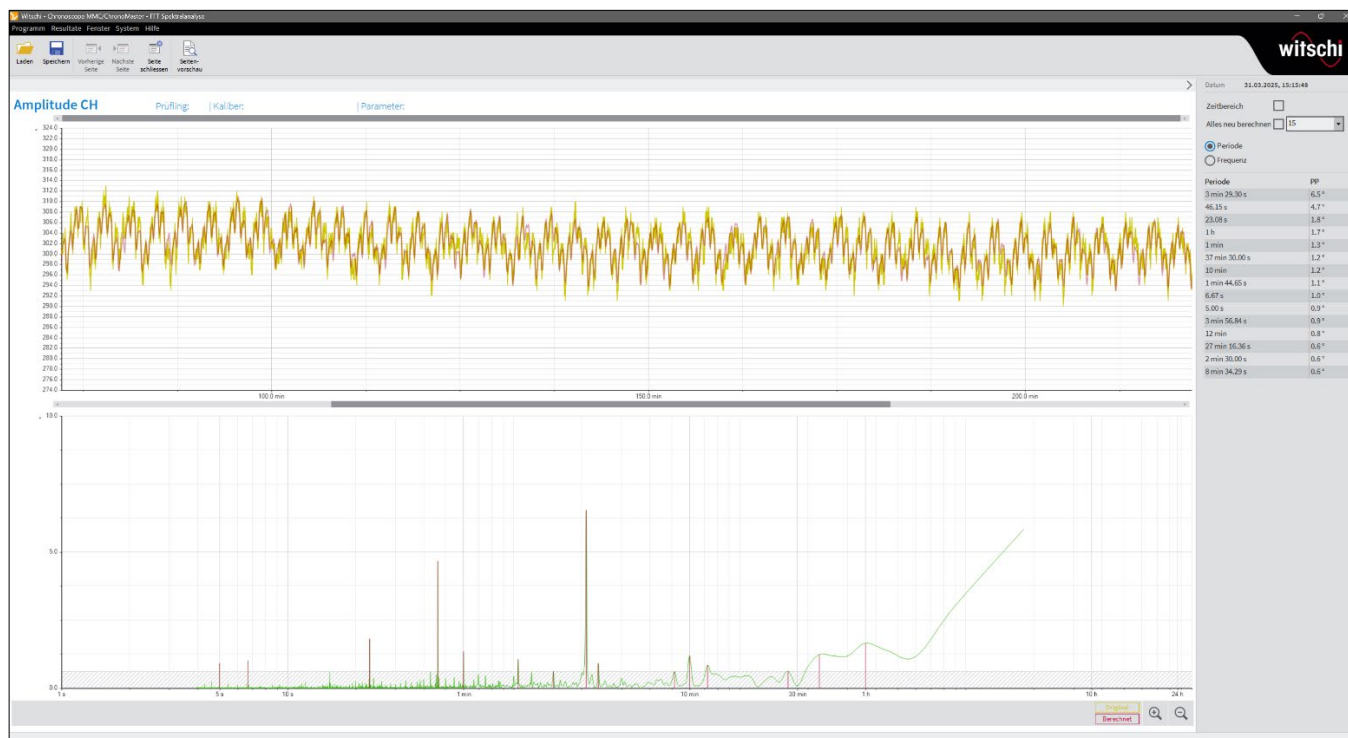 Witschi - Chronoscope MMC/ChronoMaster - FFT Spektralanalyse
Programm Resultate Fenster System Hilfe
Laden Speichern Vorherige Seite Nächste Seite Seite schliessen Seiten-vorschau
witschi
Datum 31.03.2025, 15:15:48
Amplitude CH Prüfling: | Kaliber: | Parameter:
Zeitbereich
Alles neu berechnen 15
Periode
Frequenz
324.0
322.0
320.0
318.0
316.0
314.0
312.0
310.0
308.0
306.0
304.0
302.0
300.0
298.0
296.0
294.0
292.0
290.0
288.0
286.0
284.0
282.0
280.0
278.0
276.0
274.0
100.0 min 150.0 min 200.0 min
Periode PP
3 min 29.30 s 6.5 °
46.15 s 4.7 °
23.08 s 1.8 °
1 h 1.7 °
1 min 1.3 °
37 min 30.00 s 1.2 °
10 min 1.2 °
1 min 44.65 s 1.1 °
6.67 s 1.0 °
5.00 s 0.9 °
3 min 56.84 s 0.9 °
12 min 0.8 °
27 min 16.36 s 0.6 °
2 min 30.00 s 0.6 °
8 min 34.29 s 0.6 °
5.0
0.0
1 s 5 s 10 s 1 min 10 min 30 min 1 h 10 h 24 h
Original
Berechnet